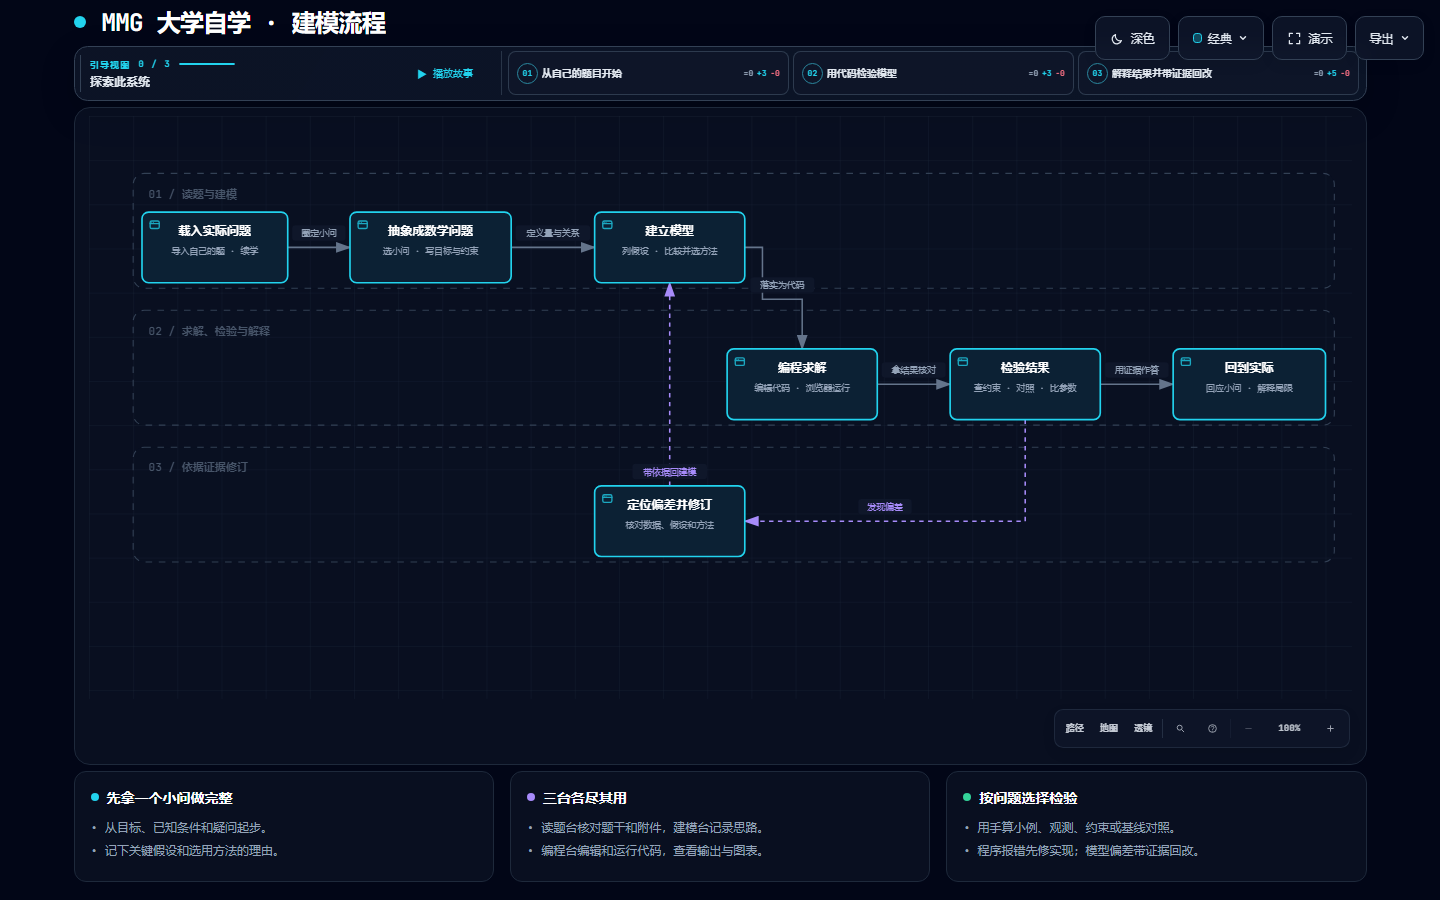 MMG 大学自学 · 建模流程
深色
经典
演示
导出
引导视图 0 / 3
探索此系统
播放故事
01 从自己的题目开始 =0 +3 -0
02 用代码检验模型 =0 +3 -0
03 解释结果并带证据回改 =0 +5 -0
01 / 读题与建模
载入实际问题
导入自己的题 · 续学
圈定小问
抽象成数学问题
选小问 · 写目标与约束
定义量与关系
建立模型
列假设 · 比较并选方法
落实为代码
02 / 求解、检验与解释
编程求解
编辑代码 · 浏览器运行
拿结果核对
检验结果
查约束 · 对照 · 比参数
用证据作答
回到实际
回应小问 · 解释局限
03 / 依据证据修订
带依据回建模
定位偏差并修订
核对数据、假设和方法
发现偏差
路径 地图 透镜 100%
先拿一个小问做完整
• 从目标、已知条件和疑问起步。
• 记下关键假设和选用方法的理由。
三台各尽其用
• 读题台核对题干和附件，建模台记录思路。
• 编程台编辑和运行代码，查看输出与图表。
按问题选择检验
• 用手算小例、观测、约束或基线对照。
• 程序报错先修实现；模型偏差带证据回改。